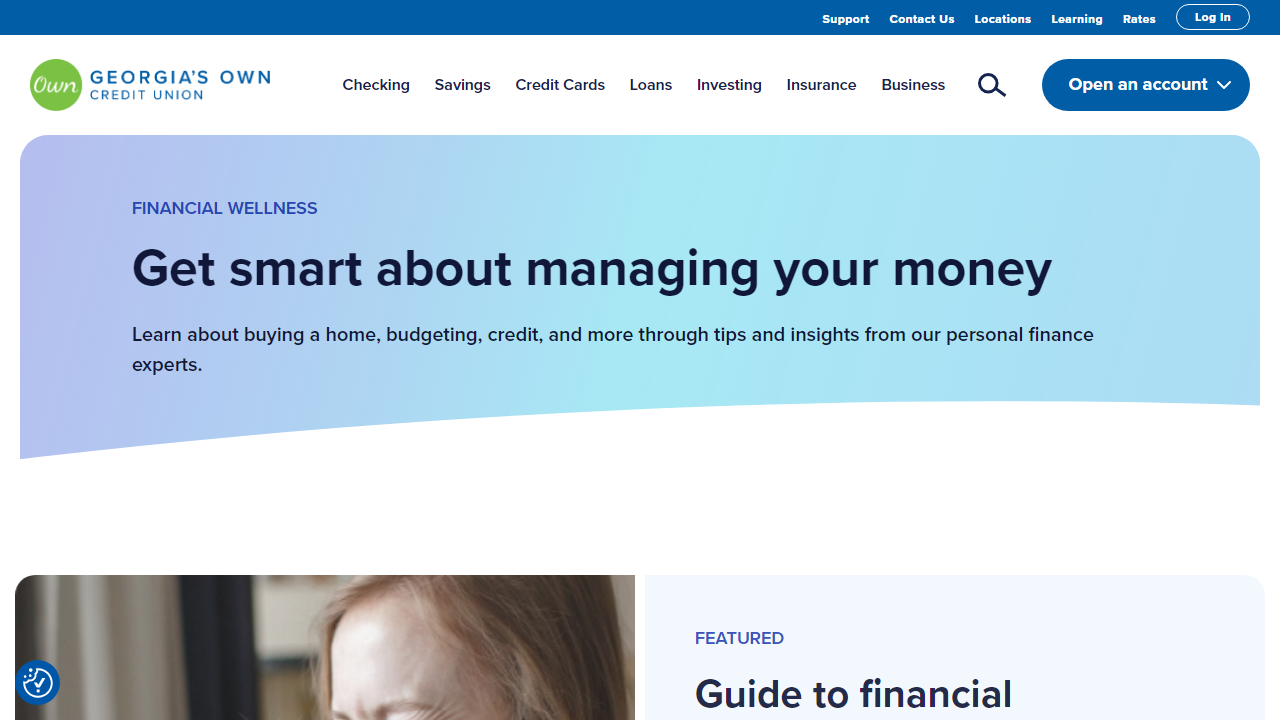 Support Contact Us Locations Learning Rates Log In
Own GEORGIA'S OWN
CREDIT UNION
Checking Savings Credit Cards Loans Investing Insurance Business Open an account
FINANCIAL WELLNESS
Get smart about managing your money
Learn about buying a home, budgeting, credit, and more through tips and insights from our personal finance
experts.
FEATURED
Guide to financial